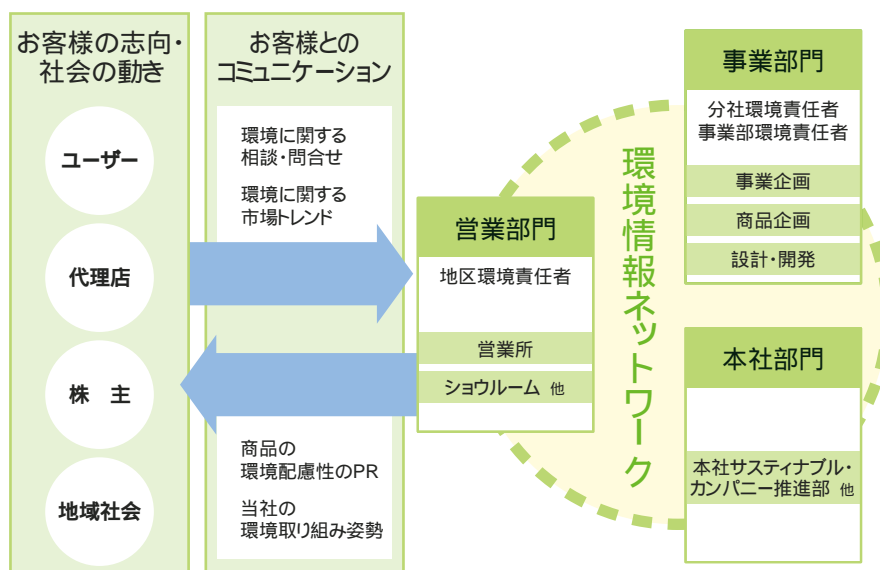 お客様の志向・
社会の動き
ユーザー
代理店
株 主
地域社会
お客様との
コミュニケーション
環境に関する
相談・問合せ
環境に関する
市場トレンド
商品の
環境配慮性のPR
当社の
環境取り組み姿勢
営業部門
地区環境責任者
営業所
ショウルーム 他
環境情報ネットワーク
事業部門
分社環境責任者
事業部環境責任者
事業企画
商品企画
設計・開発
本社部門
本社サスティナブル・
カンパニー推進部 他